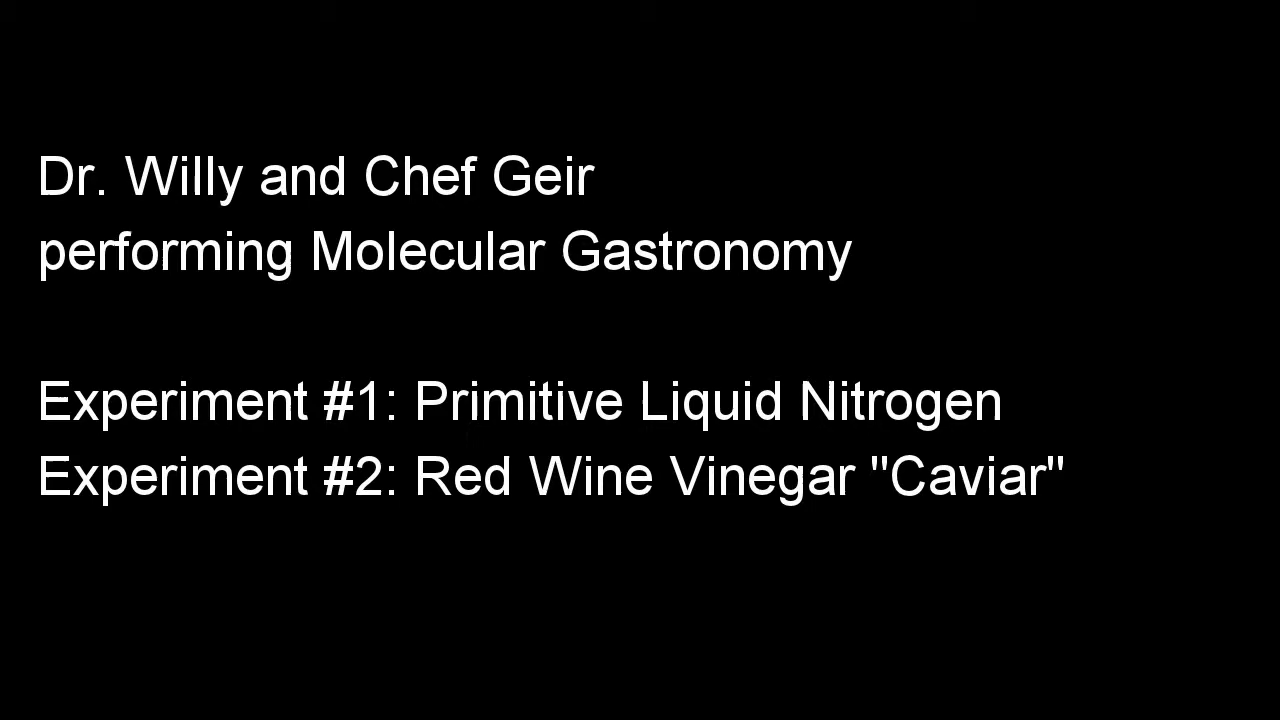 Dr. Willy and Chef Geir
performing Molecular Gastronomy
Experiment #1: Primitive Liquid Nitrogen
Experiment #2: Red Wine Vinegar "Caviar"